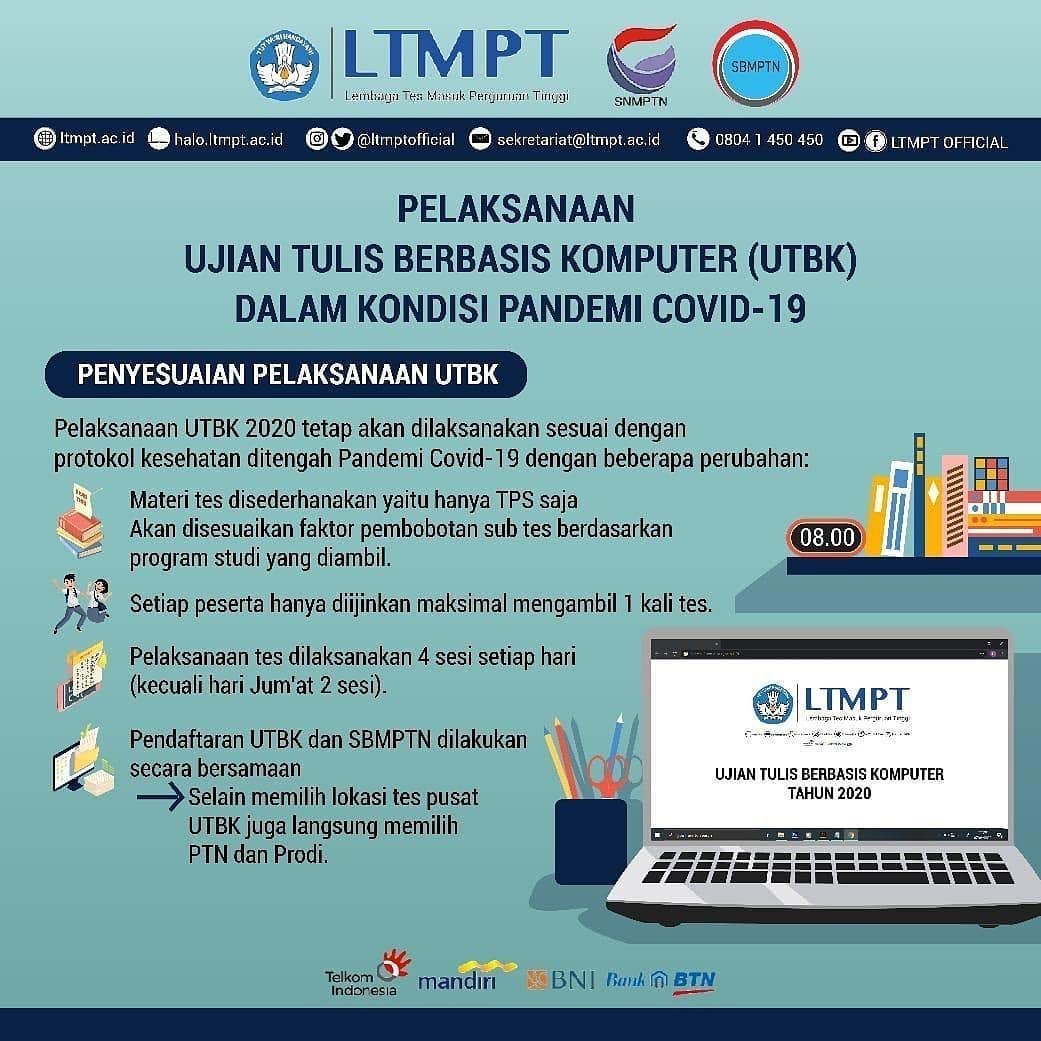 LTMPT
Lembaga Tes Masuk Perguruan Tinggi
SNMPTN
SBMPTN
ltmpt.ac.id halo.ltmpt.ac.id @ltmptofficial sekretariat@ltmpt.ac.id 0804 1 450 450 LTMPT OFFICIAL
PELAKSANAAN
UJIAN TULIS BERBASIS KOMPUTER (UTBK)
DALAM KONDISI PANDEMI COVID-19
PENYESUAIAN PELAKSANAAN UTBK
Pelaksanaan UTBK 2020 tetap akan dilaksanakan sesuai dengan
protokol kesehatan ditengah Pandemi Covid-19 dengan beberapa perubahan:
Materi tes disederhanakan yaitu hanya TPS saja
Akan disesuaikan faktor pembobotan sub tes berdasarkan
program studi yang diambil.
Setiap peserta hanya diijinkan maksimal mengambil 1 kali tes.
Pelaksanaan tes dilaksanakan 4 sesi setiap hari
(kecuali hari Jum'at 2 sesi).
Pendaftaran UTBK dan SBMPTN dilakukan
secara bersamaan
Selain memilih lokasi tes pusat
UTBK juga langsung memilih
PTN dan Prodi.
08.00
LTMPT
Lembaga Tes Masuk Perguruan Tinggi
UJIAN TULIS BERBASIS KOMPUTER
TAHUN 2020
Telkom
Indonesia
mandiri
BNI
Bank BTN